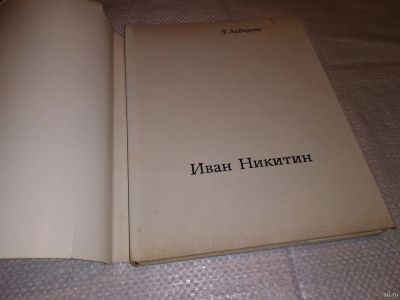 Т. Лебедева
Иван Никитин